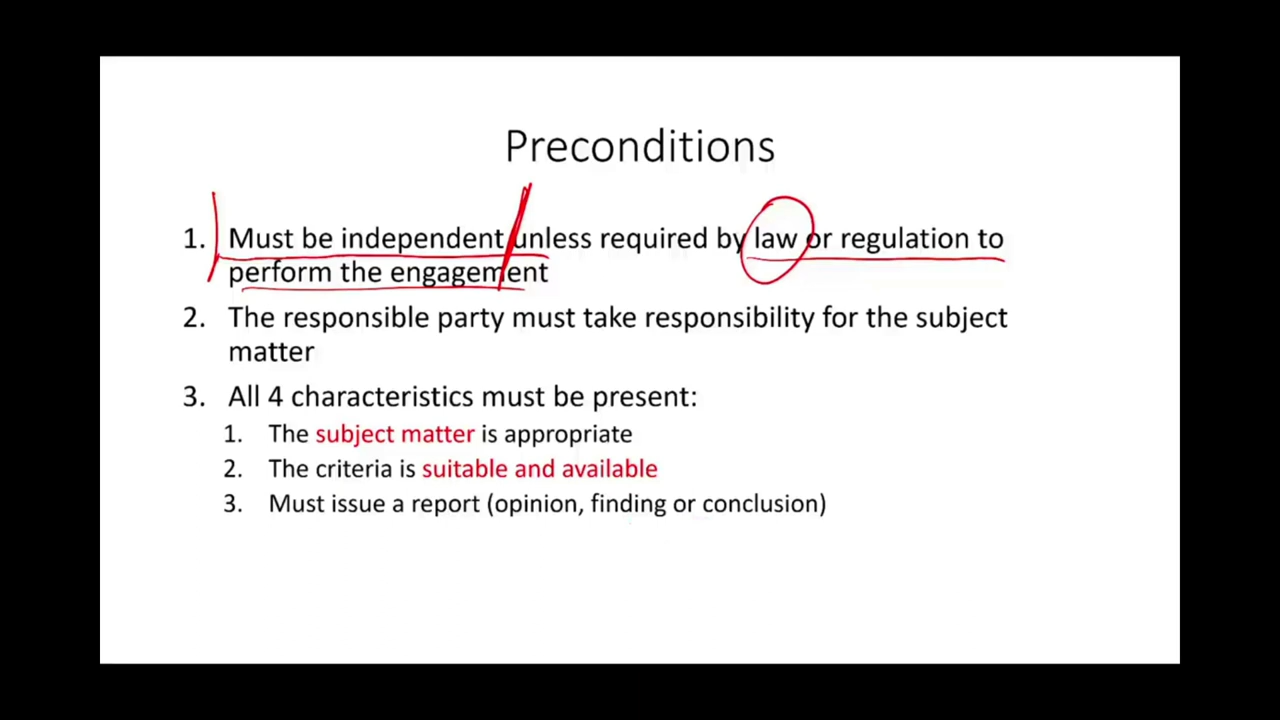 Preconditions
1. Must be independent unless required by law or regulation to
perform the engagement
2. The responsible party must take responsibility for the subject
matter
3. All 4 characteristics must be present:
1. The subject matter is appropriate
2. The criteria is suitable and available
3. Must issue a report (opinion, finding or conclusion)